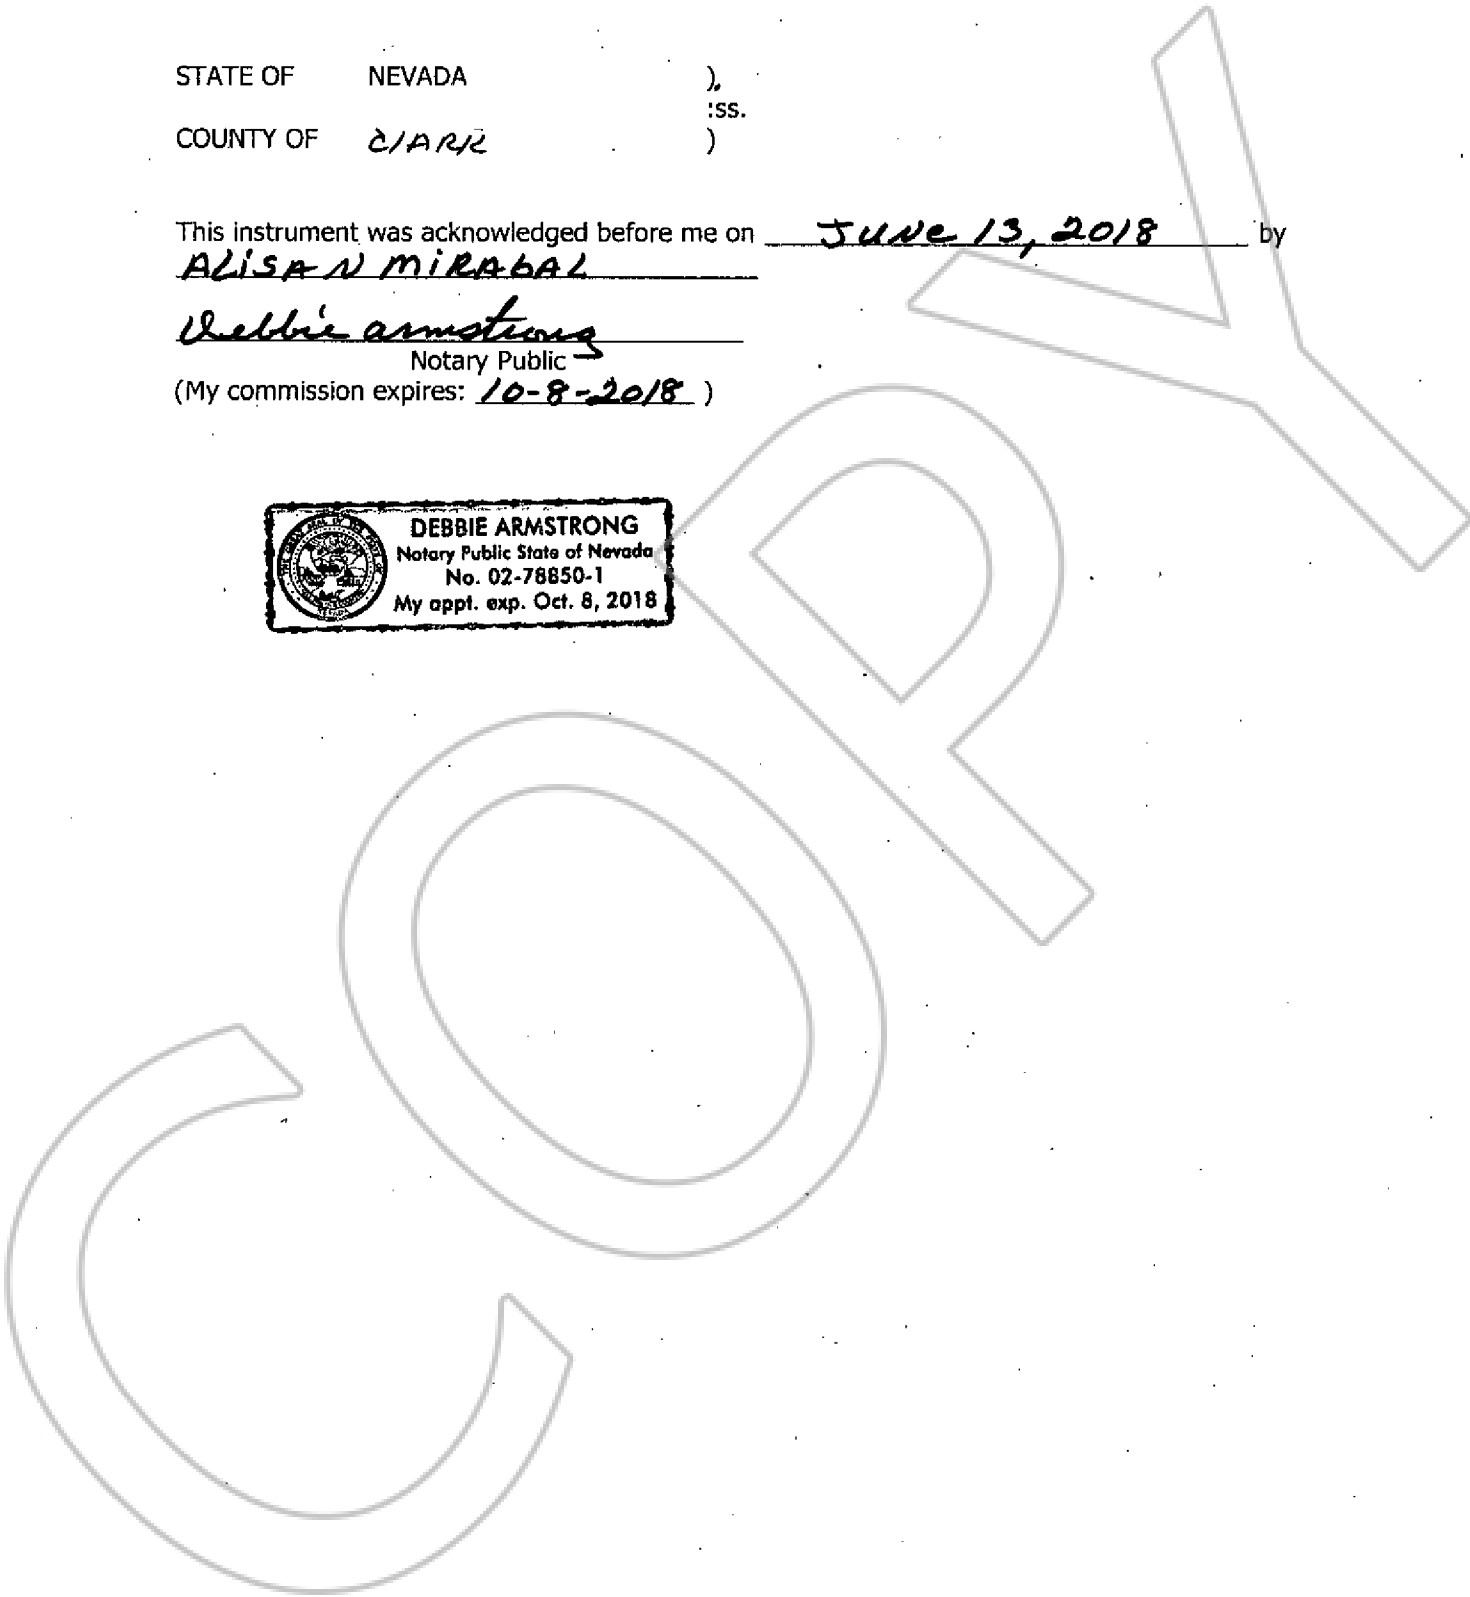 STATE OF NEVADA ),
:ss.
COUNTY OF CLARK )
This instrument was acknowledged before me on JUNE 13, 2018 by
ALISA N MIRABAL
Debbie Armstrong
Notary Public
(My commission expires: 10-8-2018 )
DEBBIE ARMSTRONG
Notary Public State of Nevada
No. 02-78850-1
My appt. exp. Oct. 8, 2018
COPY